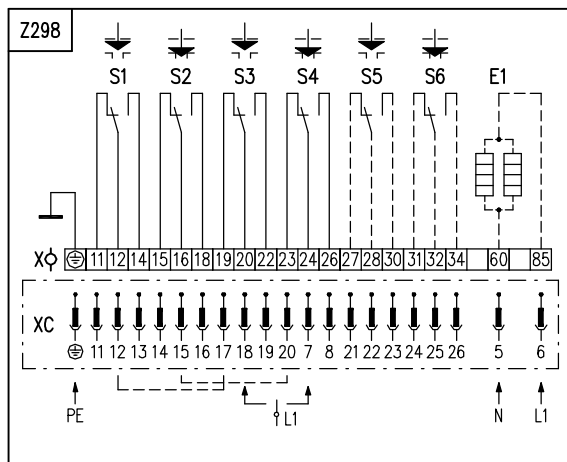 Z298
S1 S2 S3 S4 S5 S6 E1
X 11 12 14 15 16 18 19 20 22 23 24 26 27 28 30 31 32 34 60 85
XC
11 12 13 14 15 16 17 18 19 20 7 8 21 22 23 24 25 26 5 6
PE L1 N L1